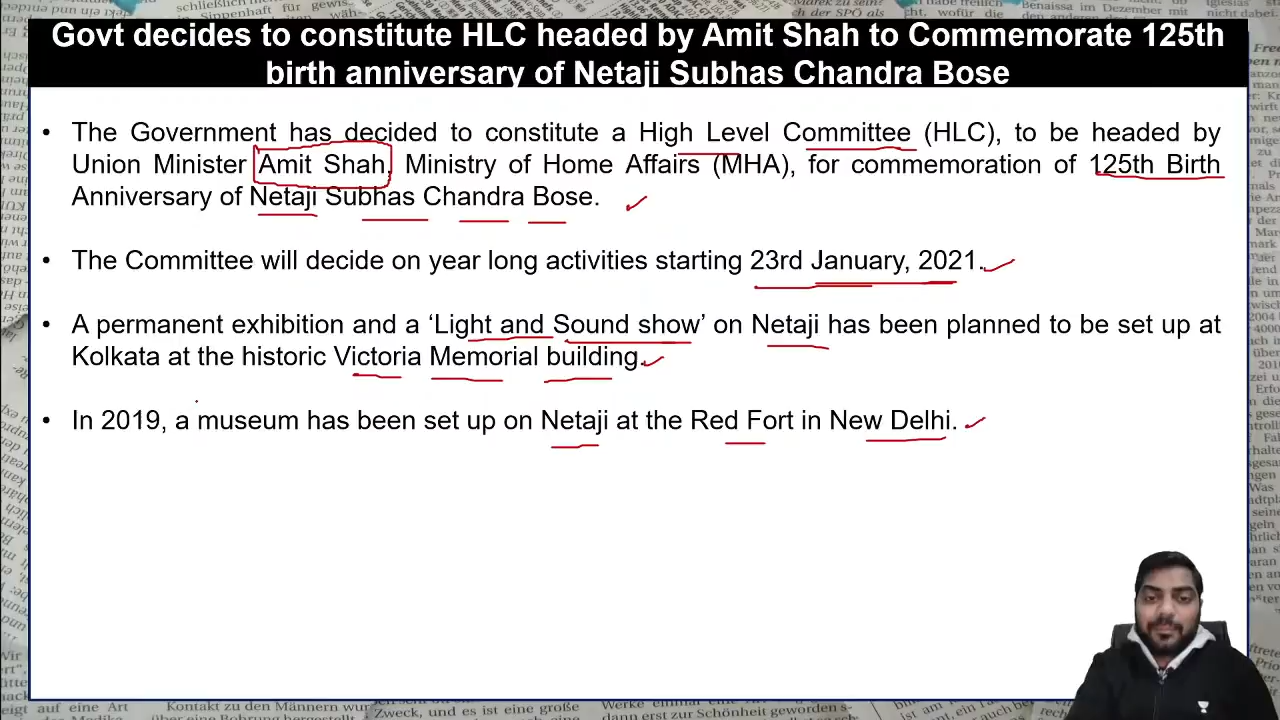 Govt decides to constitute HLC headed by Amit Shah to Commemorate 125th
birth anniversary of Netaji Subhas Chandra Bose
• The Government has decided to constitute a High Level Committee (HLC), to be headed by
Union Minister Amit Shah, Ministry of Home Affairs (MHA), for commemoration of 125th Birth
Anniversary of Netaji Subhas Chandra Bose.
• The Committee will decide on year long activities starting 23rd January, 2021.
• A permanent exhibition and a ‘Light and Sound show’ on Netaji has been planned to be set up at
Kolkata at the historic Victoria Memorial building.
• In 2019, a museum has been set up on Netaji at the Red Fort in New Delhi.